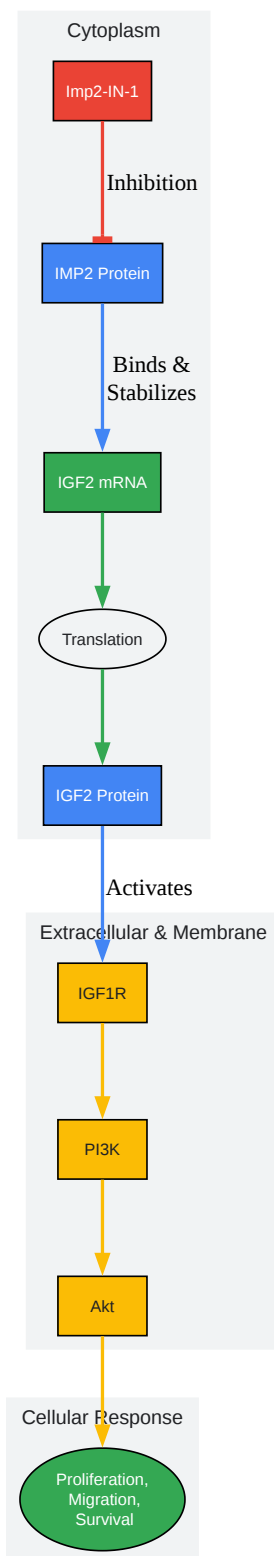 Cytoplasm
Imp2-IN-1
Inhibition
IMP2 Protein
Binds &
Stabilizes
IGF2 mRNA
Translation
IGF2 Protein
Activates
Extracellular & Membrane
IGF1R
PI3K
Akt
Cellular Response
Proliferation,
Migration,
Survival